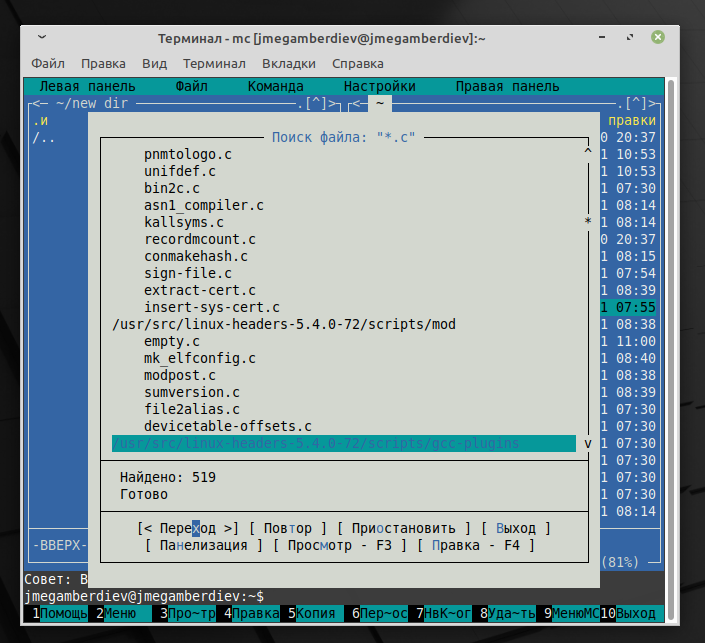 Терминал - mc [jmegamberdiev@jmegamberdiev]:~
Файл Правка Вид Терминал Вкладки Справка
Левая панель Файл Команда Настройки Правая панель
<─ ~/new dir .[^]> <─ ~ .[^]>
.и правки
/.. 0 20:37
Поиск файла: "*.c"
pnmtologo.c ^ 1 10:53
unifdef.c 1 10:53
bin2c.c 1 07:30
asn1_compiler.c 1 08:14
kallsyms.c * 1 08:14
recordmcount.c 0 20:37
conmakehash.c 1 08:15
sign-file.c 1 07:54
extract-cert.c 1 08:39
insert-sys-cert.c 1 07:55
/usr/src/linux-headers-5.4.0-72/scripts/mod 1 08:38
empty.c 1 11:00
mk_elfconfig.c 1 08:40
modpost.c 1 08:38
sumversion.c 1 08:39
file2alias.c 1 07:30
devicetable-offsets.c 1 07:30
/usr/src/linux-headers-5.4.0-72/scripts/gcc-plugins v 1 07:30
1 07:30
Найдено: 519 1 07:30
Готово 1 07:30
1 08:14
[< Переход >] [ Повтор ] [ Приостановить ] [ Выход ]
-ВВЕРХ- [ Панелизация ] [ Просмотр - F3 ] [ Правка - F4 ]
(81%)
Совет: В
jmegamberdiev@jmegamberdiev:~$
1Помощь 2Меню 3Про~тр 4Правка 5Копия 6Пер~ос 7НвК~ог 8Уда~ть 9МенюМС 10Выход